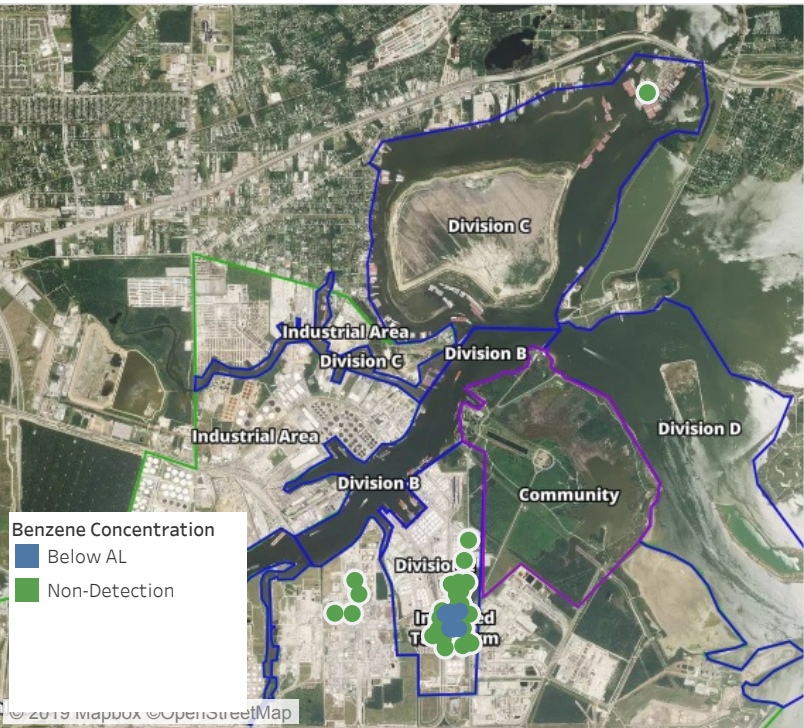 Division C
Industrial Area
Division B
Division C
Division D
Industrial Area
Division B
Community
Benzene Concentration
Below AL
Non-Detection
© 2019 Mapbox ©OpenStreetMap